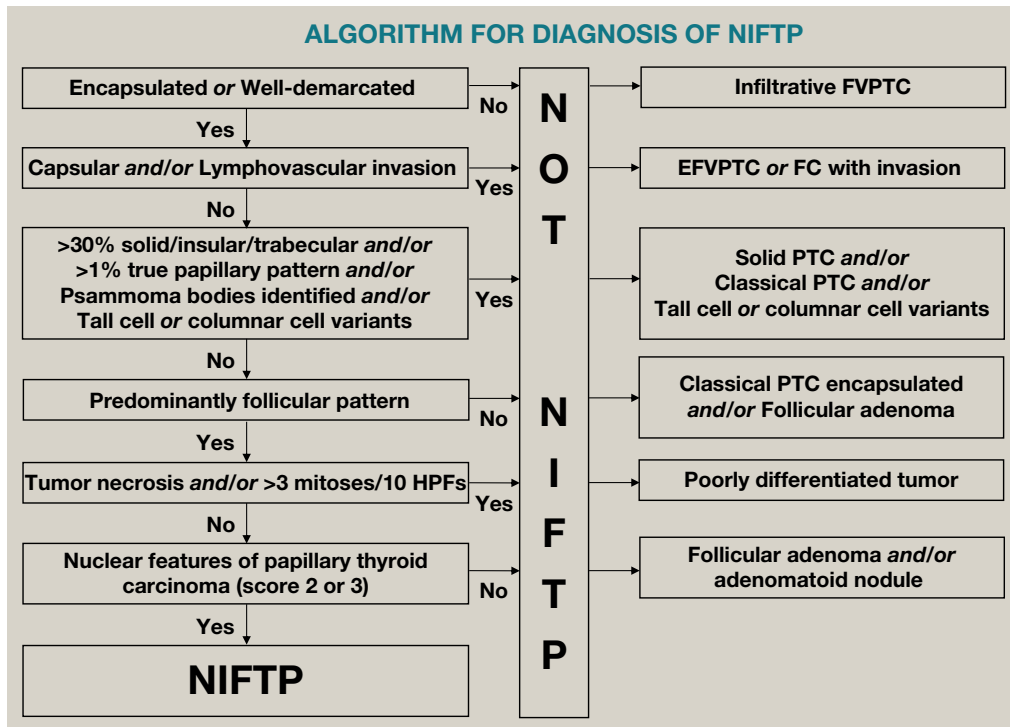 ALGORITHM FOR DIAGNOSIS OF NIFTP
Encapsulated or Well-demarcated
No
Infiltrative FVPTC
Yes
Capsular and/or Lymphovascular invasion
Yes
EFVPTC or FC with invasion
No
>30% solid/insular/trabecular and/or
>1% true papillary pattern and/or
Psammoma bodies identified and/or
Tall cell or columnar cell variants
Yes
Solid PTC and/or
Classical PTC and/or
Tall cell or columnar cell variants
No
Predominantly follicular pattern
No
Classical PTC encapsulated
and/or Follicular adenoma
Yes
Tumor necrosis and/or >3 mitoses/10 HPFs
Yes
Poorly differentiated tumor
No
Nuclear features of papillary thyroid
carcinoma (score 2 or 3)
No
Follicular adenoma and/or
adenomatoid nodule
Yes
NIFTP
N
O
T
N
I
F
T
P